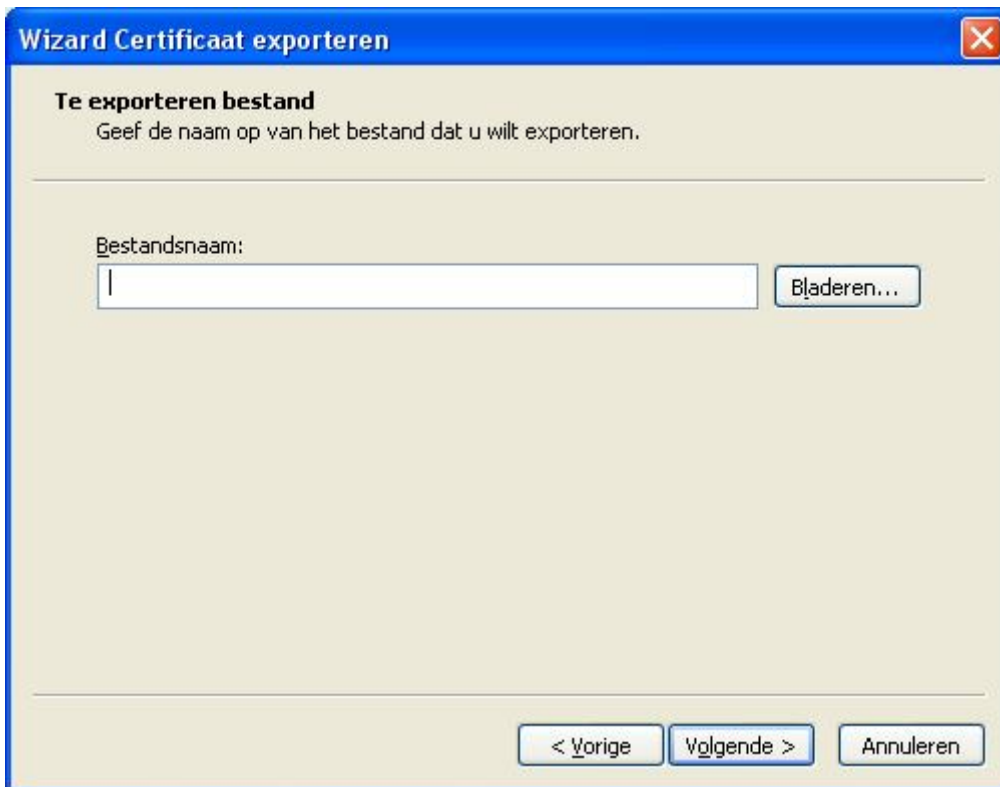 Wizard Certificaat exporteren
Te exporteren bestand
Geef de naam op van het bestand dat u wilt exporteren.
Bestandsnaam:
Bladeren...
< Vorige
Volgende >
Annuleren